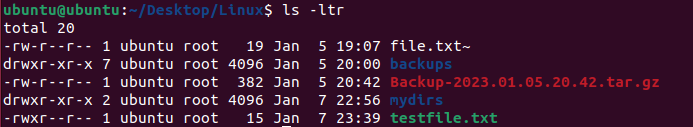 ubuntu@ubuntu:~/Desktop/Linux$ ls -ltr
total 20
-rw-r--r-- 1 ubuntu root   19 Jan  5 19:07 file.txt~
drwxr-xr-x 7 ubuntu root 4096 Jan  5 20:00 backups
-rw-r--r-- 1 ubuntu root  382 Jan  5 20:42 Backup-2023.01.05.20.42.tar.gz
drwxr-xr-x 2 ubuntu root 4096 Jan  7 22:56 mydirs
-rwxr--r-- 1 ubuntu root   15 Jan  7 23:39 testfile.txt